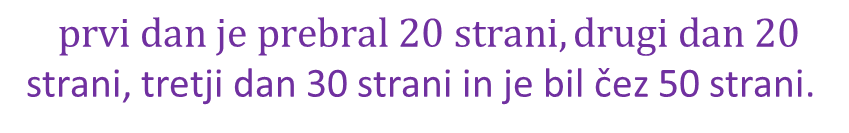 prvi dan je prebral 20 strani, drugi dan 20
strani, tretji dan 30 strani in je bil čez 50 strani.